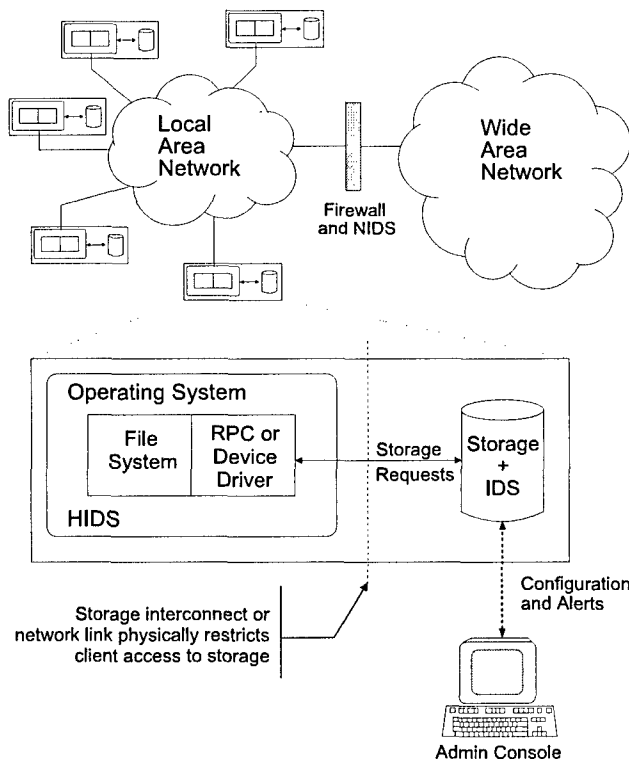 Local
Area
Network
Wide
Area
Network
Firewall
and NIDS
Operating System
File
System
RPC or
Device
Driver
HIDS
Storage
Requests
Storage
+
IDS
Configuration
and Alerts
Storage interconnect or
network link physically restricts
client access to storage
Admin Console